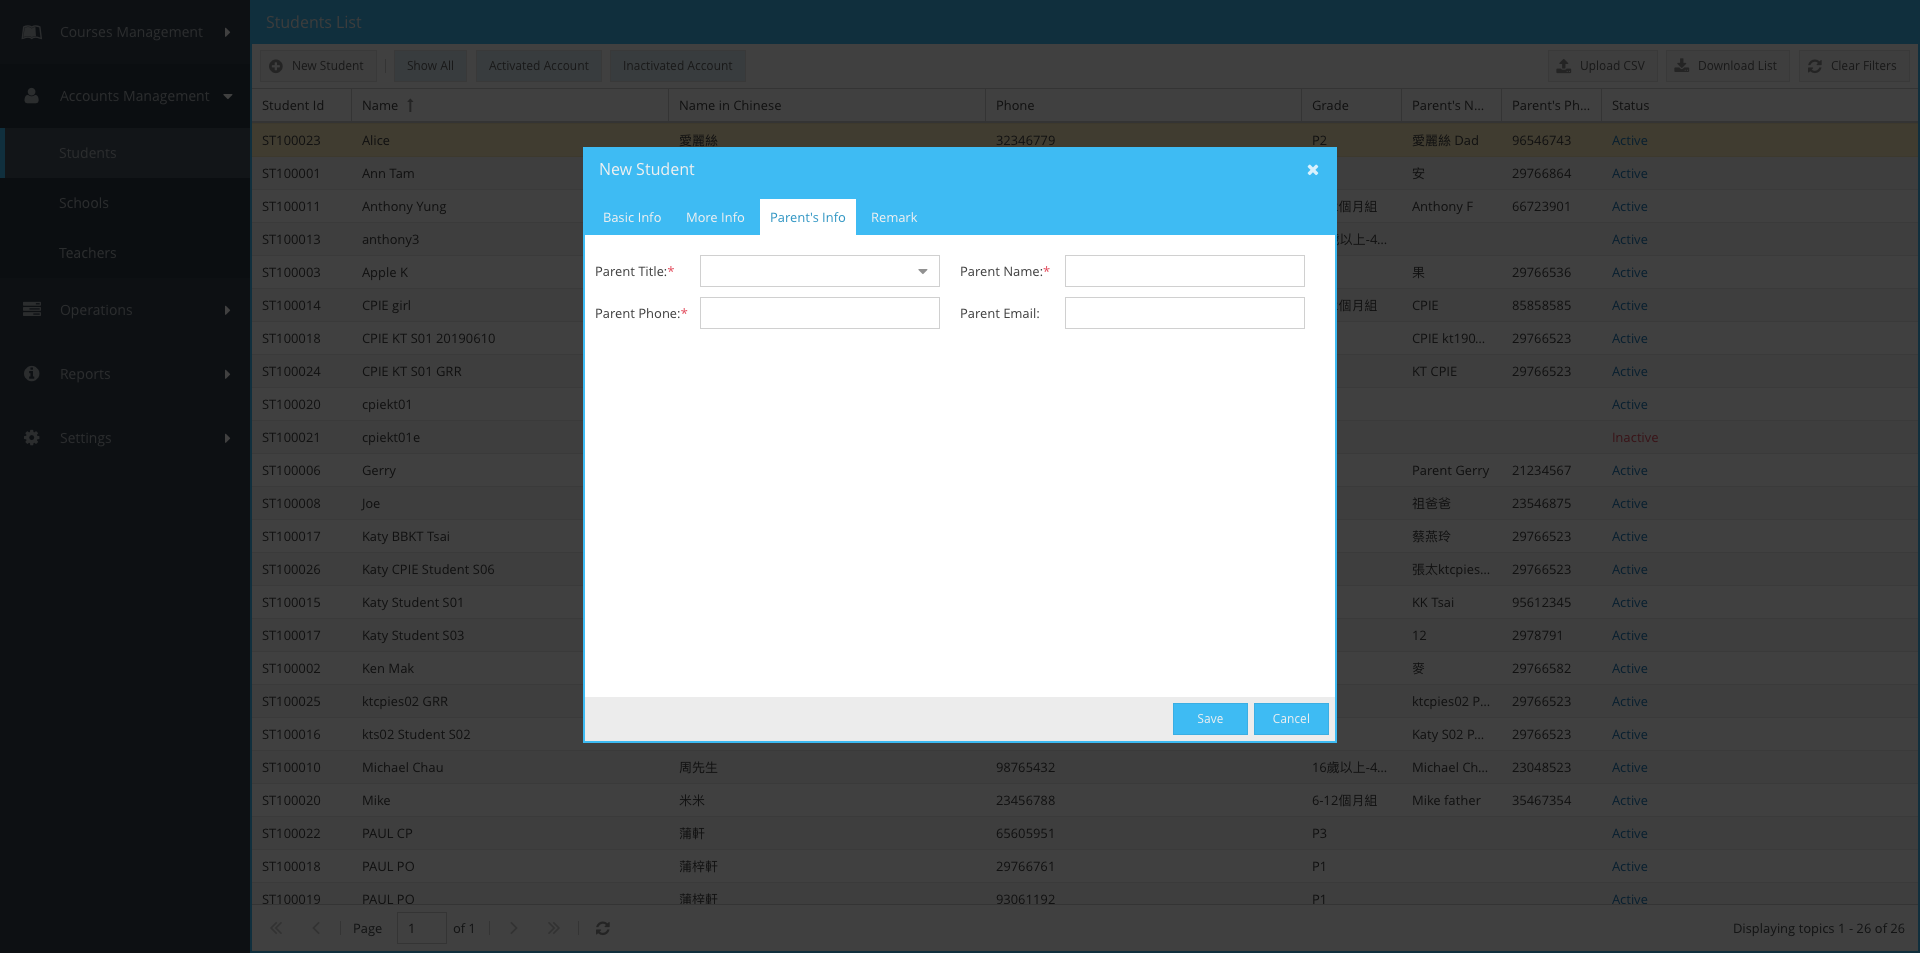 Courses Management
Accounts Management
Students
Schools
Teachers
Operations
Reports
Settings
Students List
New Student Show All Activated Account Inactivated Account Upload CSV Download List Clear Filters
Student Id Name Name in Chinese Phone Grade Parent's N... Parent's Ph... Status
ST100023 Alice 愛麗絲 32346779 P2 愛麗絲 Dad 96546743 Active
ST100001 Ann Tam 安 29766864 Active
ST100011 Anthony Yung 個月組 Anthony F 66723901 Active
ST100013 anthony3 以上-4... Active
ST100003 Apple K 果 29766536 Active
ST100014 CPIE girl 個月組 CPIE 85858585 Active
ST100018 CPIE KT S01 20190610 CPIE kt190... 29766523 Active
ST100024 CPIE KT S01 GRR KT CPIE 29766523 Active
ST100020 cpiekt01 Active
ST100021 cpiekt01e Inactive
ST100006 Gerry Parent Gerry 21234567 Active
ST100008 Joe 祖爸爸 23546875 Active
ST100017 Katy BBKT Tsai 蔡燕玲 29766523 Active
ST100026 Katy CPIE Student S06 張太ktcpies... 29766523 Active
ST100015 Katy Student S01 KK Tsai 95612345 Active
ST100017 Katy Student S03 12 2978791 Active
ST100002 Ken Mak 麥 29766582 Active
ST100025 ktcpies02 GRR ktcpies02 P... 29766523 Active
ST100016 kts02 Student S02 Katy S02 P... 29766523 Active
ST100010 Michael Chau 周先生 98765432 16歲以上-4... Michael Ch... 23048523 Active
ST100020 Mike 米米 23456788 6-12個月組 Mike father 35467354 Active
ST100022 PAUL CP 蒲軒 65605951 P3 Active
ST100018 PAUL PO 蒲梓軒 29766761 P1 Active
ST100019 PAUL PO 蒲梓軒 93061192 P1 Active
Page 1 of 1 Displaying topics 1 - 26 of 26
New Student
Basic Info More Info Parent's Info Remark
Parent Title:* Parent Name:*
Parent Phone:* Parent Email:
Save Cancel